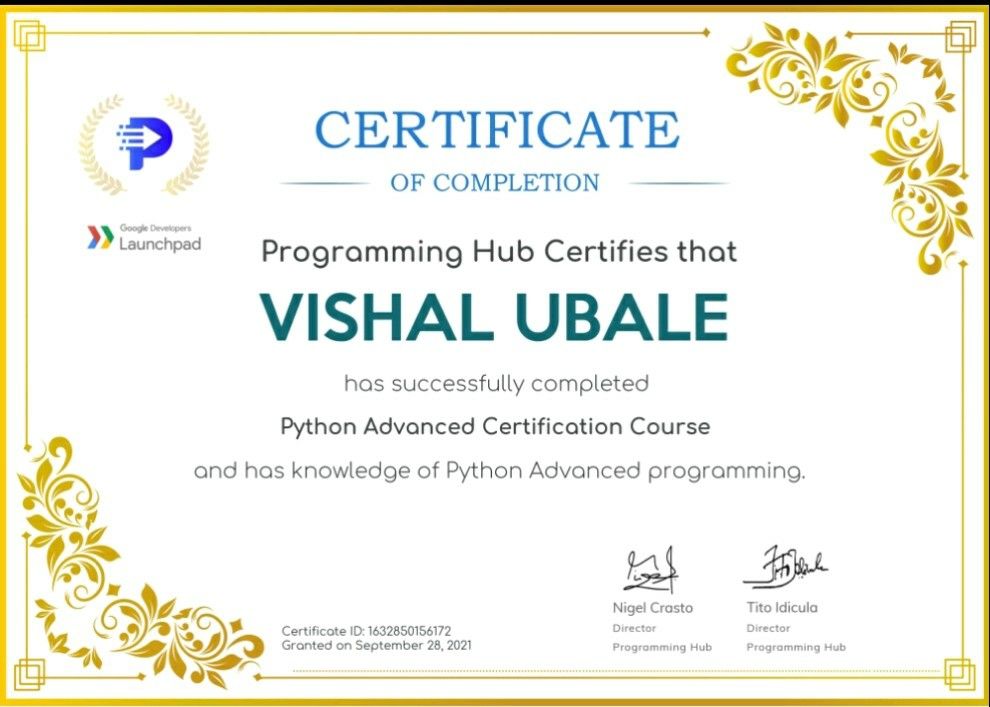 CERTIFICATE
OF COMPLETION
Google Developers
Launchpad
Programming Hub Certifies that
VISHAL UBALE
has successfully completed
Python Advanced Certification Course
and has knowledge of Python Advanced programming.
Nigel Crasto
Director
Programming Hub
Tito Idicula
Director
Programming Hub
Certificate ID: 1632850156172
Granted on September 28, 2021